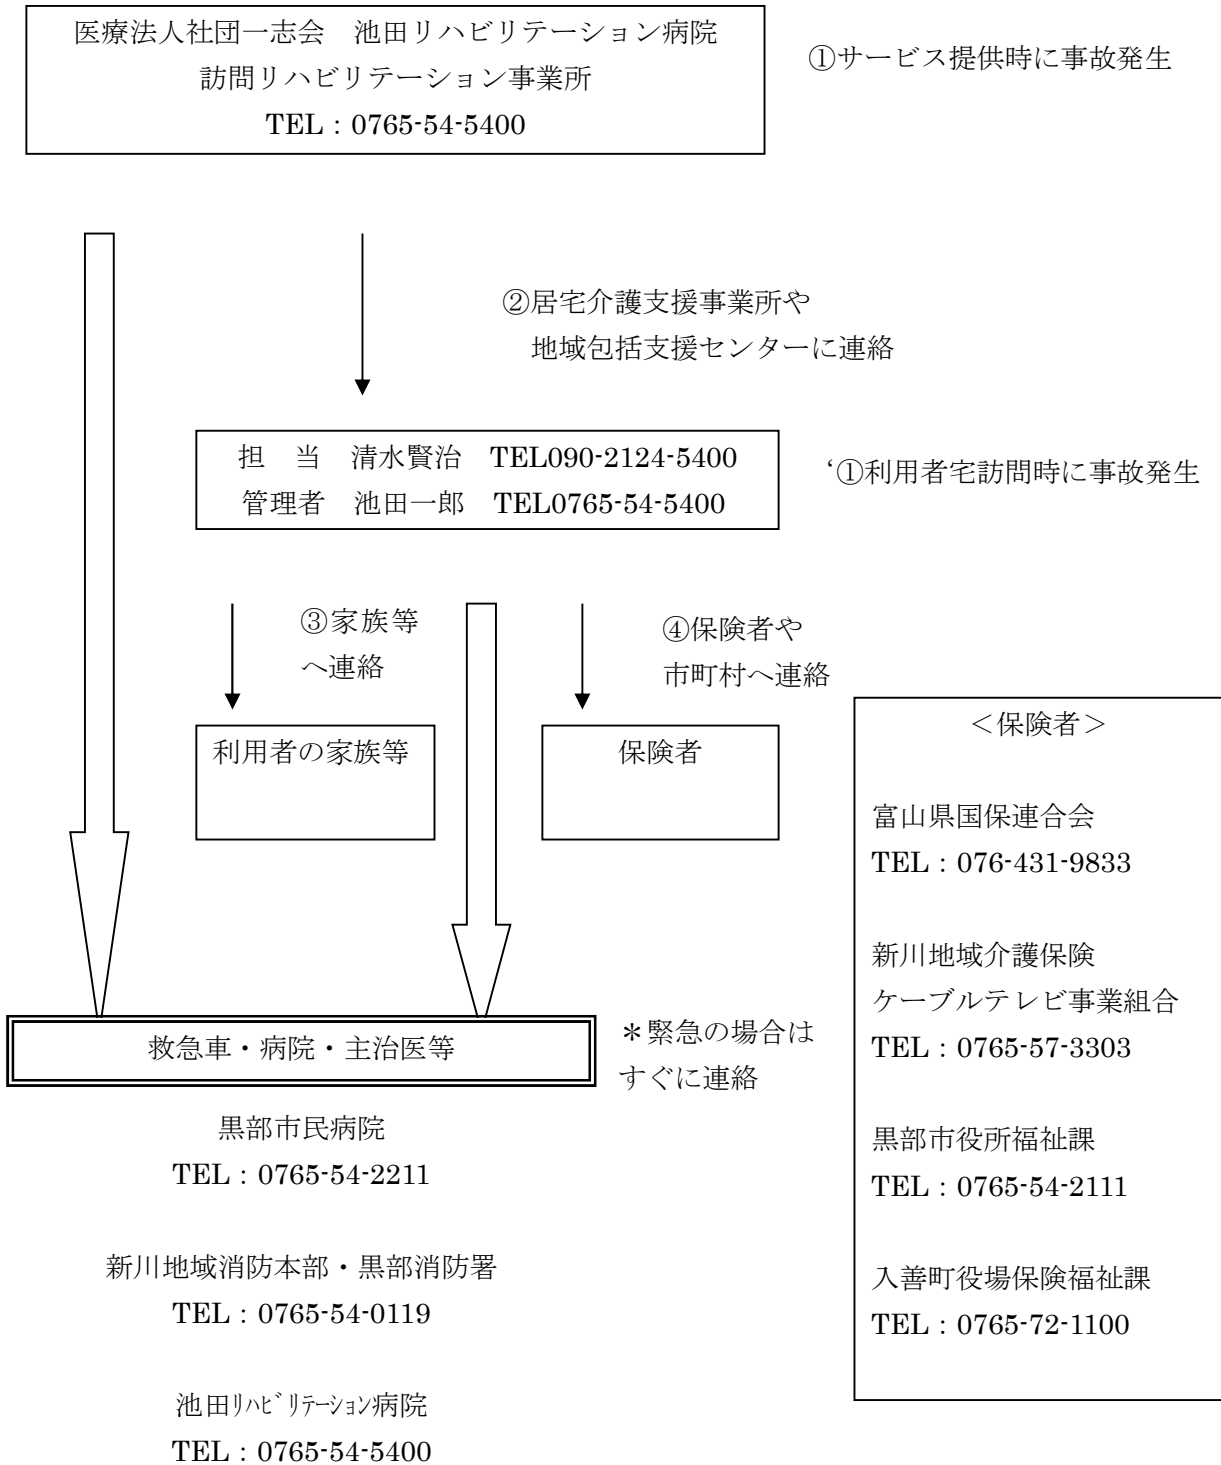 医療法人社団一志会　池田リハビリテーション病院
訪問リハビリテーション事業所
TEL：0765-54-5400
①サービス提供時に事故発生
②居宅介護支援事業所や
地域包括支援センターに連絡
担　当　清水賢治　TEL090-2124-5400
管理者　池田一郎　TEL0765-54-5400
‘①利用者宅訪問時に事故発生
③家族等
へ連絡
④保険者や
市町村へ連絡
利用者の家族等
保険者
＜保険者＞
富山県国保連合会
TEL：076-431-9833
新川地域介護保険
ケーブルテレビ事業組合
TEL：0765-57-3303
黒部市役所福祉課
TEL：0765-54-2111
入善町役場保険福祉課
TEL：0765-72-1100
救急車・病院・主治医等
＊緊急の場合は
すぐに連絡
黒部市民病院
TEL：0765-54-2211
新川地域消防本部・黒部消防署
TEL：0765-54-0119
池田ﾘﾊﾋﾞﾘﾃｰｼｮﾝ病院
TEL：0765-54-5400